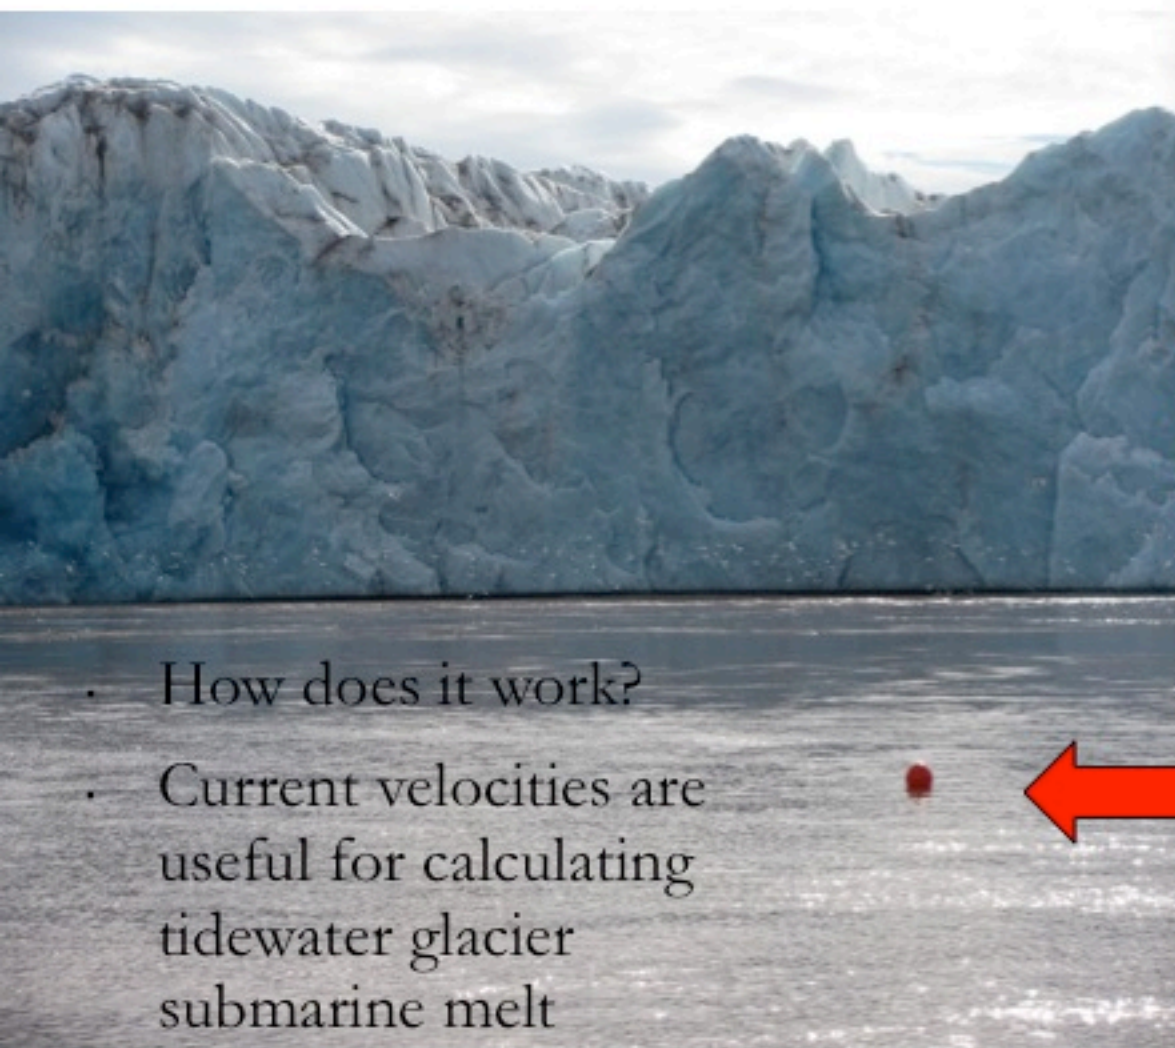 · How does it work?
· Current velocities are
useful for calculating
tidewater glacier
submarine melt